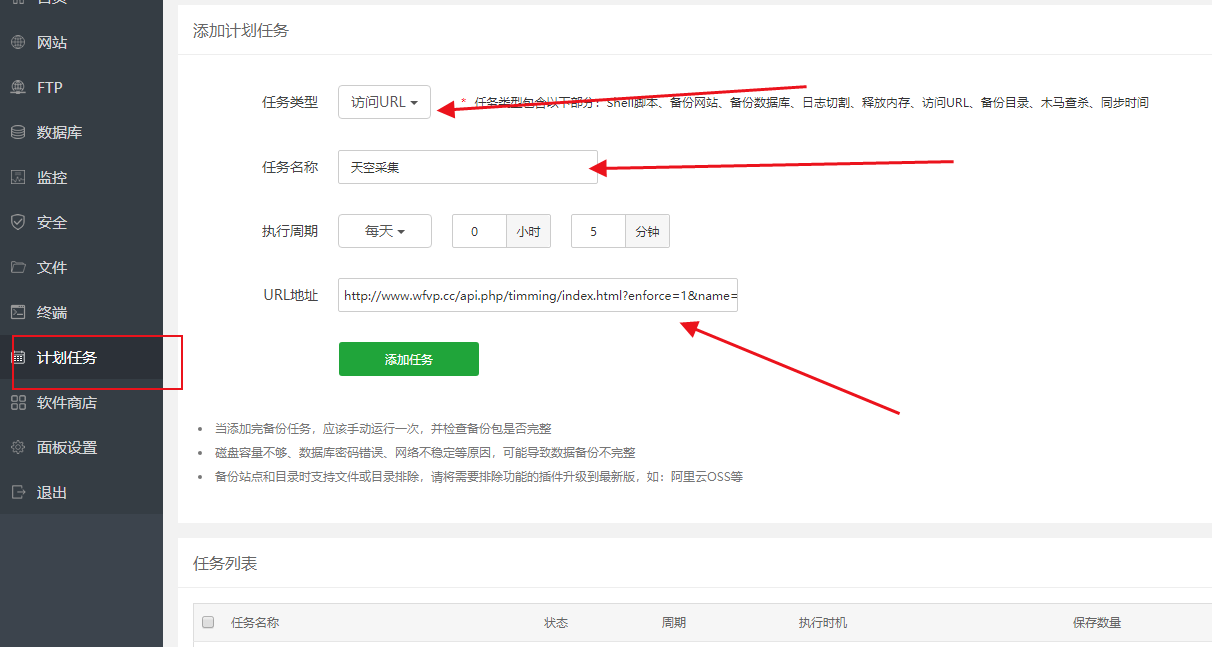 首页
网站
FTP
数据库
监控
安全
文件
终端
计划任务
软件商店
面板设置
退出
添加计划任务
任务类型 访问URL * 任务类型包含以下部分：Shell脚本、备份网站、备份数据库、日志切割、释放内存、访问URL、备份目录、木马查杀、同步时间
任务名称 天空采集
执行周期 每天 0 小时 5 分钟
URL地址 http://www.wfvp.cc/api.php/timming/index.html?enforce=1&name=
添加任务
当添加完备份任务，应该手动运行一次，并检查备份包是否完整
磁盘容量不够、数据库密码错误、网络不稳定等原因，可能导致数据备份不完整
备份站点和目录时支持文件或目录排除，请将需要排除功能的插件升级到最新版，如：阿里云OSS等
任务列表
任务名称 状态 周期 执行时机 保存数量